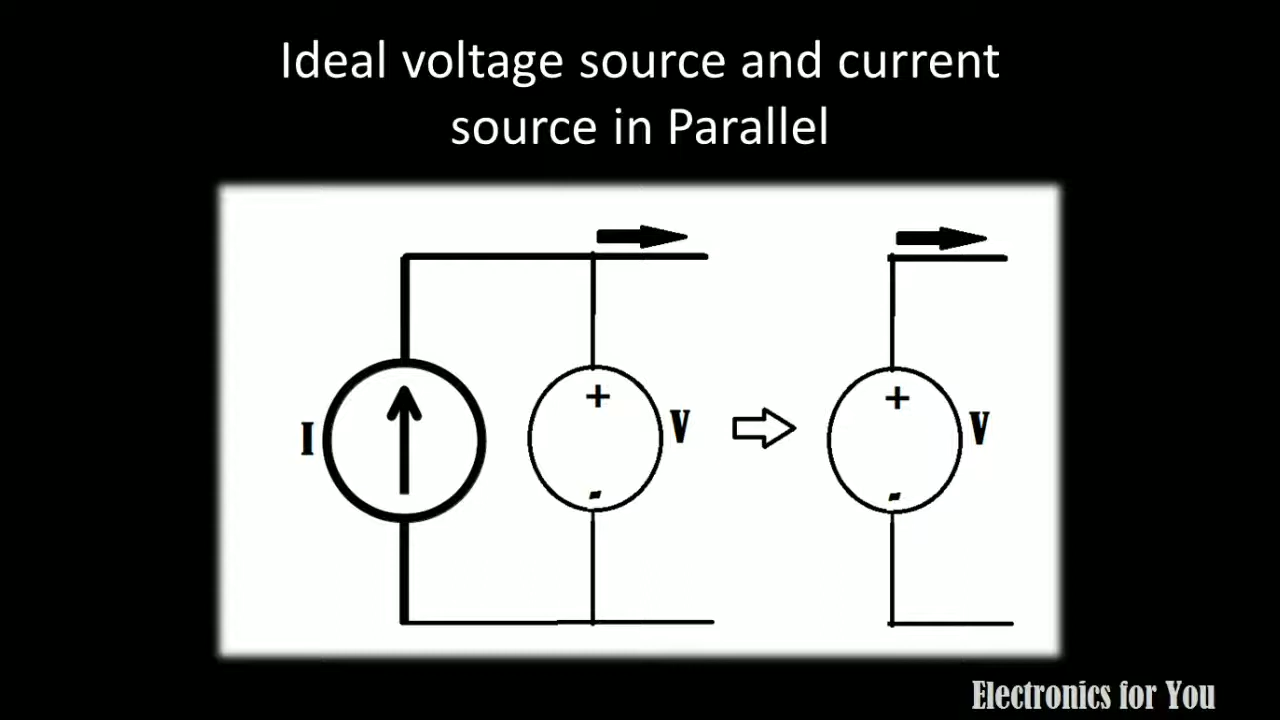 Ideal voltage source and current
source in Parallel
I
+
-
V
+
-
V
Electronics for You